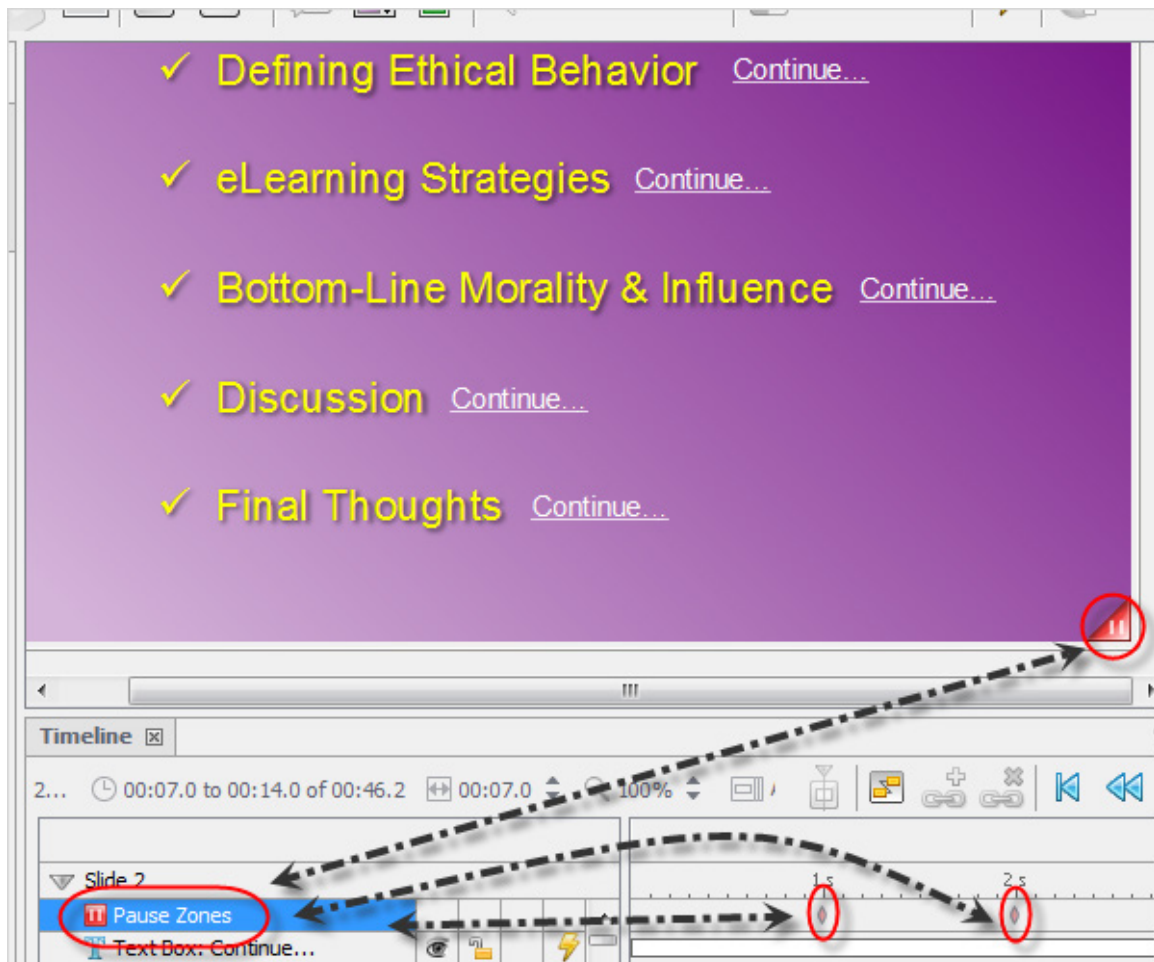 ✓ Defining Ethical Behavior Continue...
✓ eLearning Strategies Continue...
✓ Bottom-Line Morality & Influence Continue...
✓ Discussion Continue...
✓ Final Thoughts Continue...
Timeline
2... 00:07.0 to 00:14.0 of 00:46.2 00:07.0 100%
Slide 2 1 s 2 s
Pause Zones
Text Box: Continue...